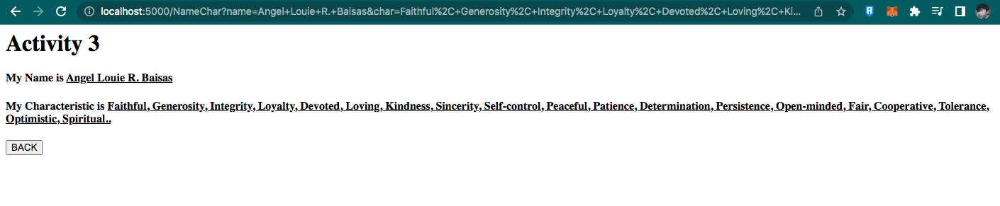 localhost:5000/NameChar?name=Angel+Louie+R.+Baisas&char=Faithful%2C+Generosity%2C+Integrity%2C+Loyalty%2C+Devoted%2C+Loving%2C+Ki...
Activity 3
My Name is Angel Louie R. Baisas
My Characteristic is Faithful, Generosity, Integrity, Loyalty, Devoted, Loving, Kindness, Sincerity, Self-control, Peaceful, Patience, Determination, Persistence, Open-minded, Fair, Cooperative, Tolerance,
Optimistic, Spiritual..
BACK